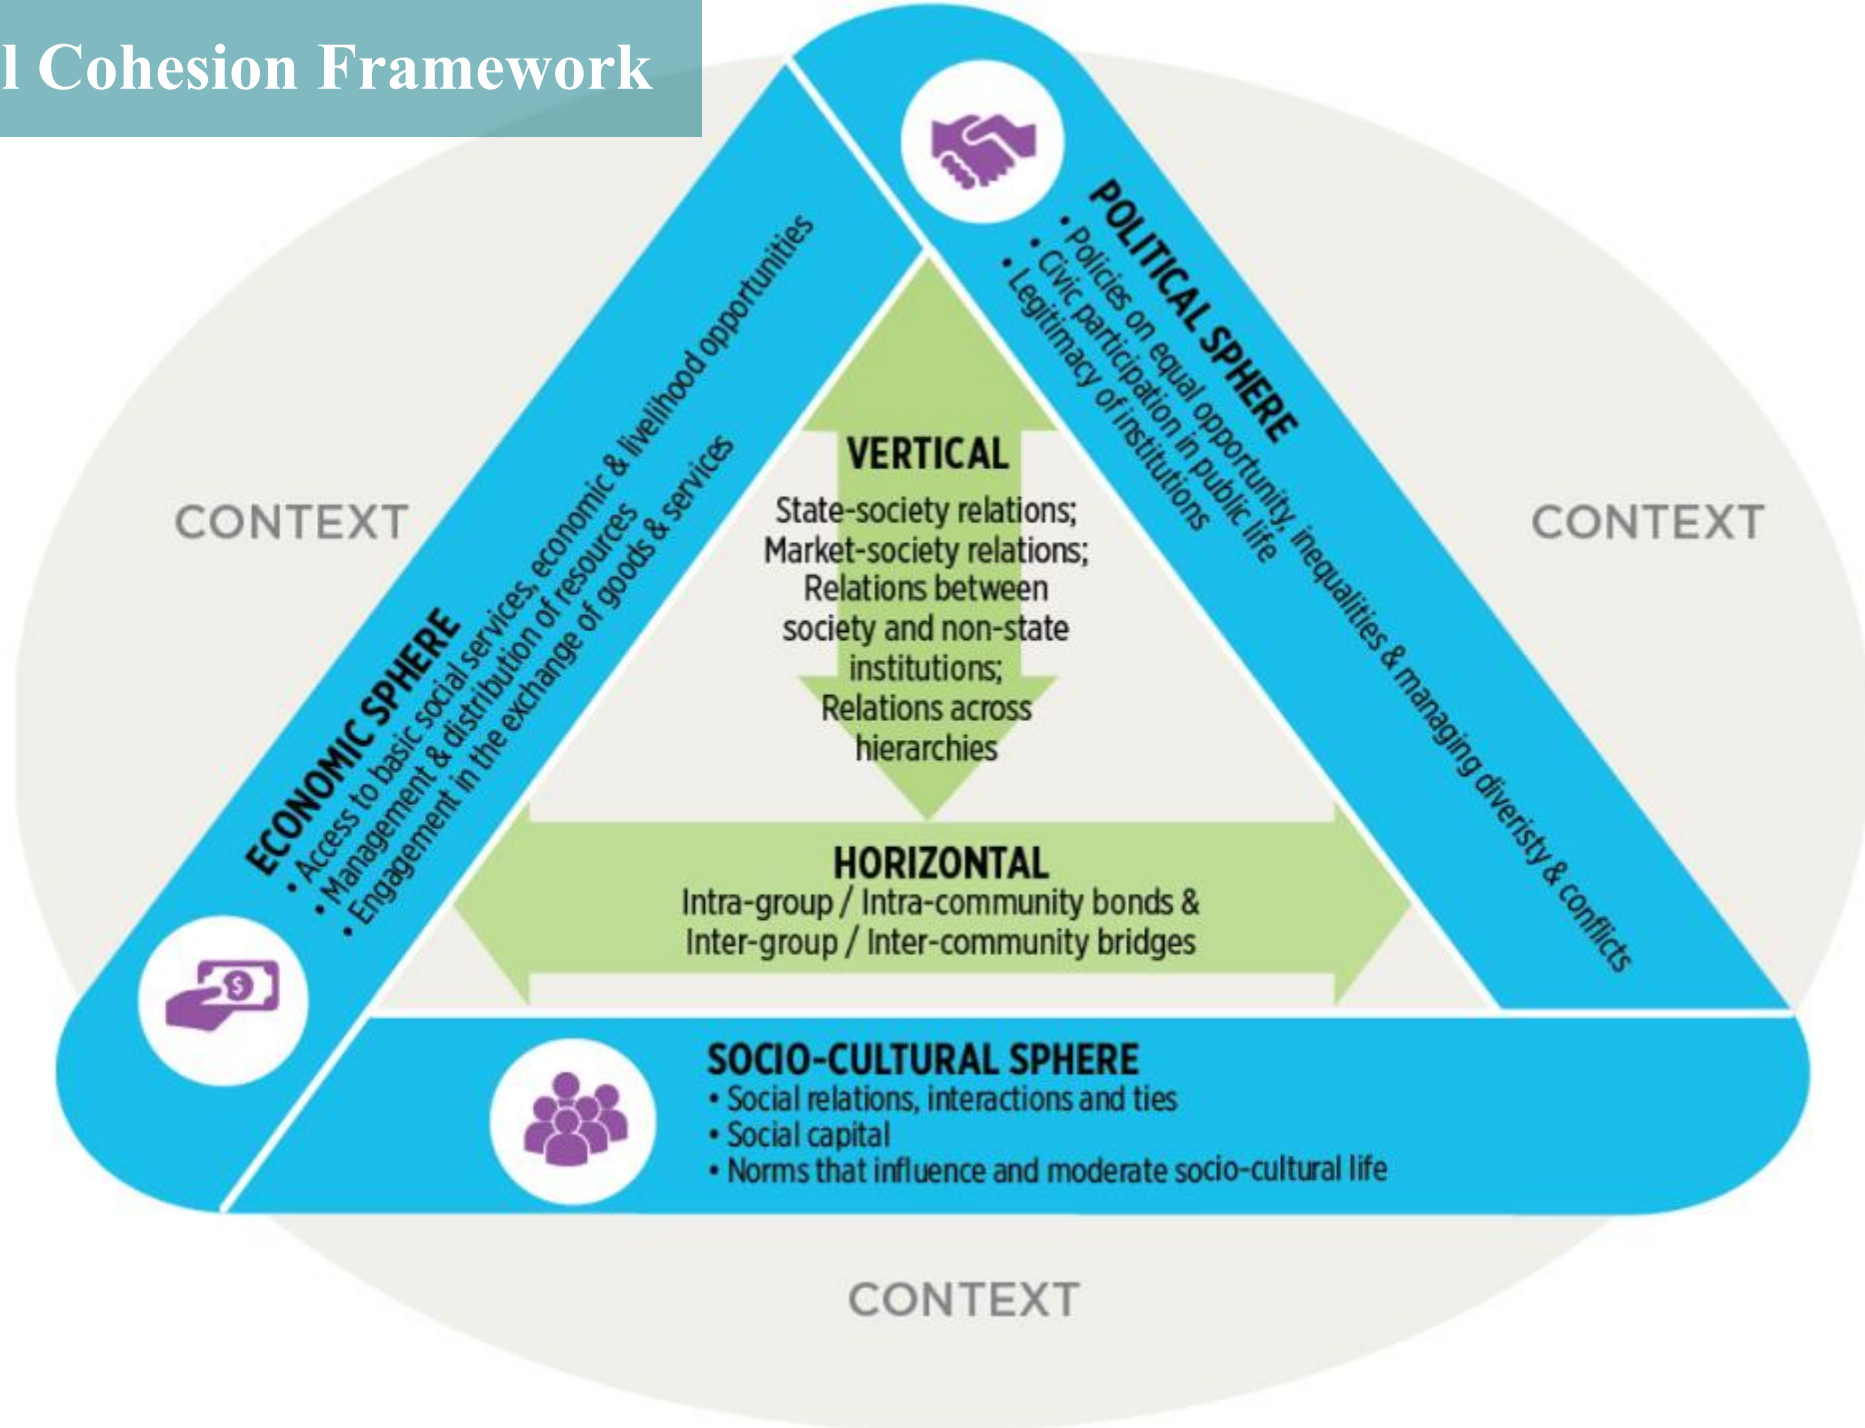 l Cohesion Framework
POLITICAL SPHERE
• Policies on equal opportunity, inequalities & managing diveristy & conflicts
• Civic participation in public life
• Legitimacy of institutions
ECONOMIC SPHERE
• Access to basic social services, economic & livelihood opportunities
• Management & distribution of resources
• Engagement in the exchange of goods & services
CONTEXT
VERTICAL
State-society relations;
Market-society relations;
Relations between
society and non-state
institutions;
Relations across
hierarchies
CONTEXT
HORIZONTAL
Intra-group / Intra-community bonds &
Inter-group / Inter-community bridges
$
SOCIO-CULTURAL SPHERE
• Social relations, interactions and ties
• Social capital
• Norms that influence and moderate socio-cultural life
CONTEXT